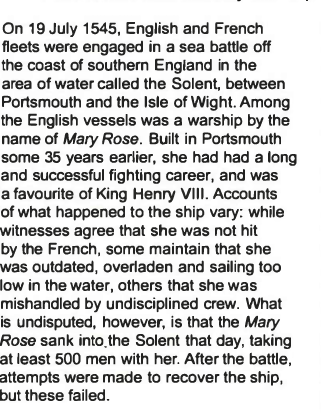 On 19 July 1545, English and French
fleets were engaged in a sea battle off
the coast of southern England in the
area of water called the Solent, between
Portsmouth and the Isle of Wight. Among
the English vessels was a warship by the
name of Mary Rose. Built in Portsmouth
some 35 years earlier, she had had a long
and successful fighting career, and was
a favourite of King Henry VIII. Accounts
of what happened to the ship vary: while
witnesses agree that she was not hit
by the French, some maintain that she
was outdated, overladen and sailing too
low in the water, others that she was
mishandled by undisciplined crew. What
is undisputed, however, is that the Mary
Rose sank into the Solent that day, taking
at least 500 men with her. After the battle,
attempts were made to recover the ship,
but these failed.